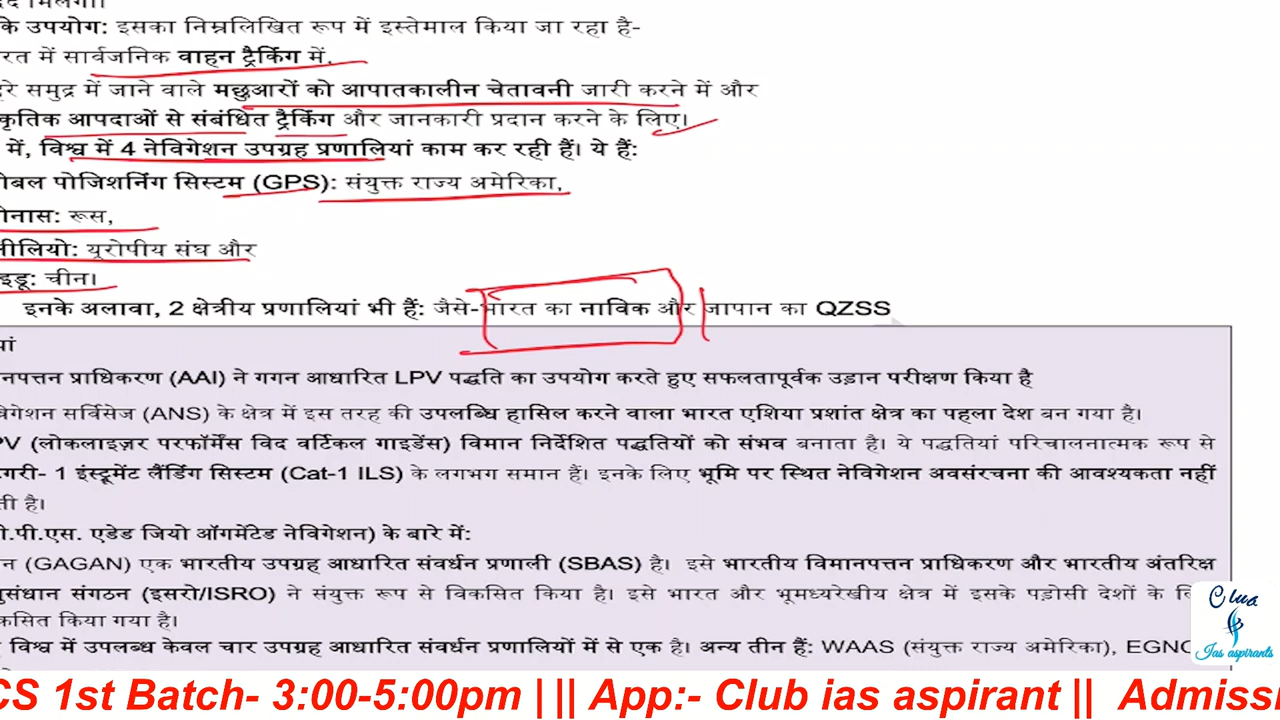 कि उपयोग: इसका निम्नलिखित रूप में इस्तेमाल किया जा रहा है-
रत में सार्वजनिक वाहन ट्रैकिंग में,
हरे समुद्र में जाने वाले मछुआरों को आपातकालीन चेतावनी जारी करने में और
कृतिक आपदाओं से संबंधित ट्रैकिंग और जानकारी प्रदान करने के लिए।
में, विश्व में 4 नेविगेशन उपग्रह प्रणालियां काम कर रही हैं। ये हैं:
ोबल पोजिशनिंग सिस्टम (GPS): संयुक्त राज्य अमेरिका,
ोनास: रूस,
नीलियो: यूरोपीय संघ और
इडू: चीन।
इनके अलावा, 2 क्षेत्रीय प्रणालियां भी हैं: जैसे-भारत का नाविक और जापान का QZSS
यां
नपत्तन प्राधिकरण (AAI) ने गगन आधारित LPV पद्धति का उपयोग करते हुए सफलतापूर्वक उड़ान परीक्षण किया है
विगेशन सर्विसेज (ANS) के क्षेत्र में इस तरह की उपलब्धि हासिल करने वाला भारत एशिया प्रशांत क्षेत्र का पहला देश बन गया है।
PV (लोकलाइज़र परफॉर्मेंस विद वर्टिकल गाइडेंस) विमान निर्देशित पद्धतियों को संभव बनाता है। ये पद्धतियां परिचालनात्मक रूप से
टेगरी- 1 इंस्ट्रूमेंट लैंडिंग सिस्टम (Cat-1 ILS) के लगभग समान हैं। इनके लिए भूमि पर स्थित नेविगेशन अवसंरचना की आवश्यकता नहीं
ती है।
ी.पी.एस. एडेड जियो ऑगमेंटेड नेविगेशन) के बारे में:
न (GAGAN) एक भारतीय उपग्रह आधारित संवर्धन प्रणाली (SBAS) है। इसे भारतीय विमानपत्तन प्राधिकरण और भारतीय अंतरिक्ष
नुसंधान संगठन (इसरो/ISRO) ने संयुक्त रूप से विकसित किया है। इसे भारत और भूमध्यरेखीय क्षेत्र में इसके पड़ोसी देशों के
कसित किया गया है।
विश्व में उपलब्ध केवल चार उपग्रह आधारित संवर्धन प्रणालियों में से एक है। अन्य तीन हैं: WAAS (संयुक्त राज्य अमेरिका), EGNO
Club
Ias aspirants
CS 1st Batch- 3:00-5:00pm | || App:- Club ias aspirant || Admissi